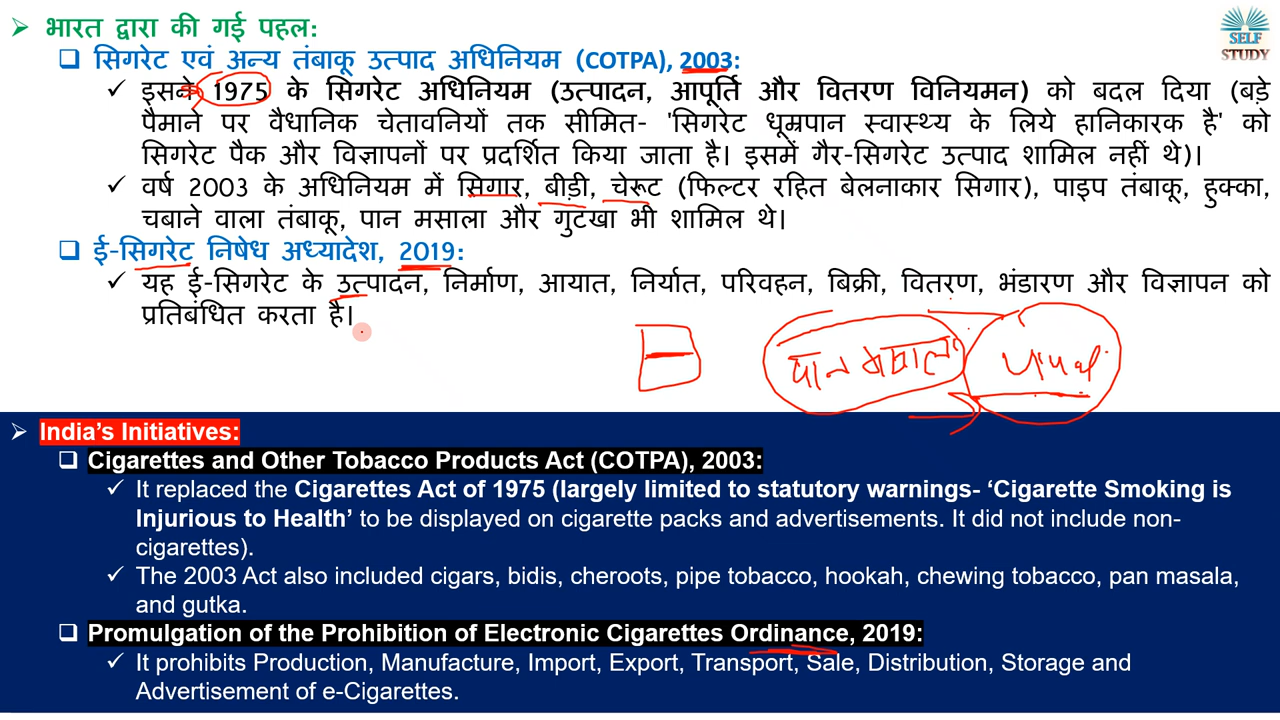 भारत द्वारा की गई पहल:
SELF
STUDY
सिगरेट एवं अन्य तंबाकू उत्पाद अधिनियम (COTPA), 2003:
इसने 1975 के सिगरेट अधिनियम (उत्पादन, आपूर्ति और वितरण विनियमन) को बदल दिया (बड़े
पैमाने पर वैधानिक चेतावनियों तक सीमित- 'सिगरेट धूम्रपान स्वास्थ्य के लिये हानिकारक है' को
सिगरेट पैक और विज्ञापनों पर प्रदर्शित किया जाता है। इसमें गैर-सिगरेट उत्पाद शामिल नहीं थे)।
वर्ष 2003 के अधिनियम में सिगार, बीड़ी, चेरूट (फिल्टर रहित बेलनाकार सिगार), पाइप तंबाकू, हुक्का,
चबाने वाला तंबाकू, पान मसाला और गुटखा भी शामिल थे।
ई-सिगरेट निषेध अध्यादेश, 2019:
यह ई-सिगरेट के उत्पादन, निर्माण, आयात, निर्यात, परिवहन, बिक्री, वितरण, भंडारण और विज्ञापन को
प्रतिबंधित करता है।
पान मसाला
India's Initiatives:
Cigarettes and Other Tobacco Products Act (COTPA), 2003:
It replaced the Cigarettes Act of 1975 (largely limited to statutory warnings- ‘Cigarette Smoking is
Injurious to Health’ to be displayed on cigarette packs and advertisements. It did not include non-
cigarettes).
The 2003 Act also included cigars, bidis, cheroots, pipe tobacco, hookah, chewing tobacco, pan masala,
and gutka.
Promulgation of the Prohibition of Electronic Cigarettes Ordinance, 2019:
It prohibits Production, Manufacture, Import, Export, Transport, Sale, Distribution, Storage and
Advertisement of e-Cigarettes.